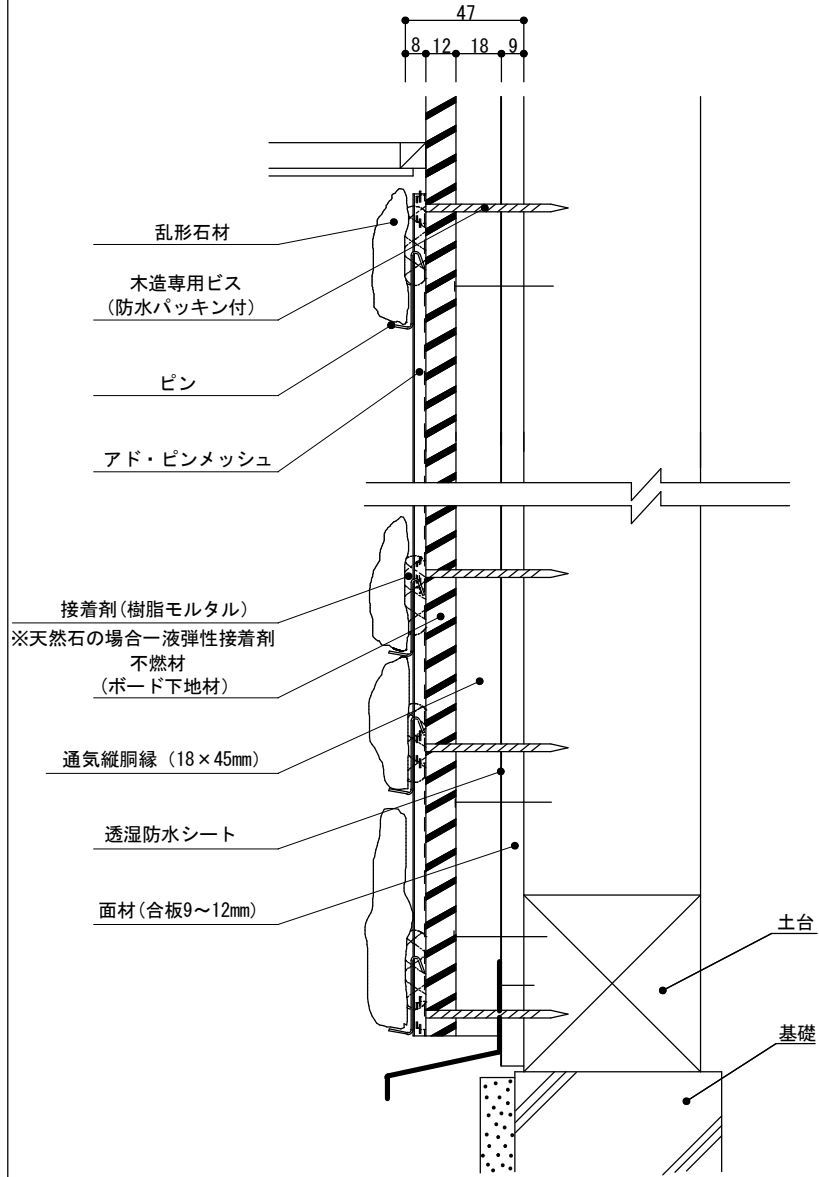 47
8 12 18 9
乱形石材
木造専用ビス
(防水パッキン付)
ピン
アド・ピンメッシュ
接着剤(樹脂モルタル)
※天然石の場合一液弾性接着剤
不燃材
(ボード下地材)
通気縦胴縁 (18×45mm)
透湿防水シート
面材(合板9～12mm)
土台
基礎